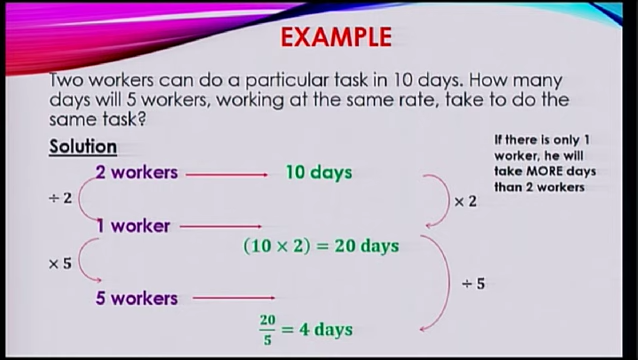 EXAMPLE
Two workers can do a particular task in 10 days. How many
days will 5 workers, working at the same rate, take to do the
same task?
Solution
If there is only 1
worker, he will
take MORE days
than 2 workers
2 workers 10 days
÷ 2 × 2
1 worker
(10 × 2) = 20 days
× 5
÷ 5
5 workers
20/5 = 4 days